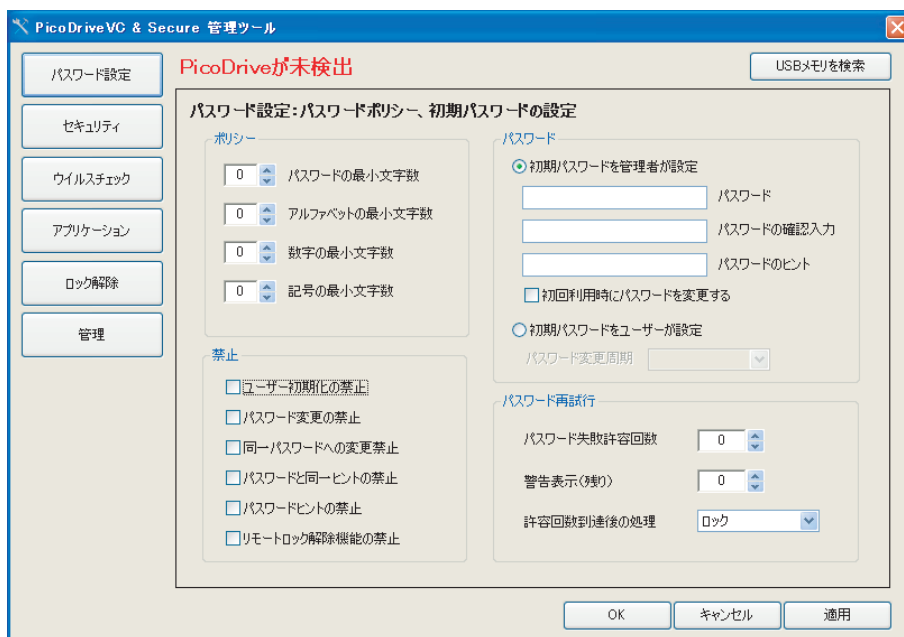 PicoDriveVC & Secure 管理ツール
PicoDriveが未検出
USBメモリを検索
パスワード設定
セキュリティ
ウイルスチェック
アプリケーション
ロック解除
管理
パスワード設定:パスワードポリシー、初期パスワードの設定
ポリシー
0 パスワードの最小文字数
0 アルファベットの最小文字数
0 数字の最小文字数
0 記号の最小文字数
禁止
ユーザー初期化の禁止
パスワード変更の禁止
同一パスワードへの変更禁止
パスワードと同一ヒントの禁止
パスワードヒントの禁止
リモートロック解除機能の禁止
パスワード
初期パスワードを管理者が設定
パスワード
パスワードの確認入力
パスワードのヒント
初回利用時にパスワードを変更する
初期パスワードをユーザーが設定
パスワード変更周期
パスワード再試行
パスワード失敗許容回数 0
警告表示(残り) 0
許容回数到達後の処理 ロック
OK
キャンセル
適用